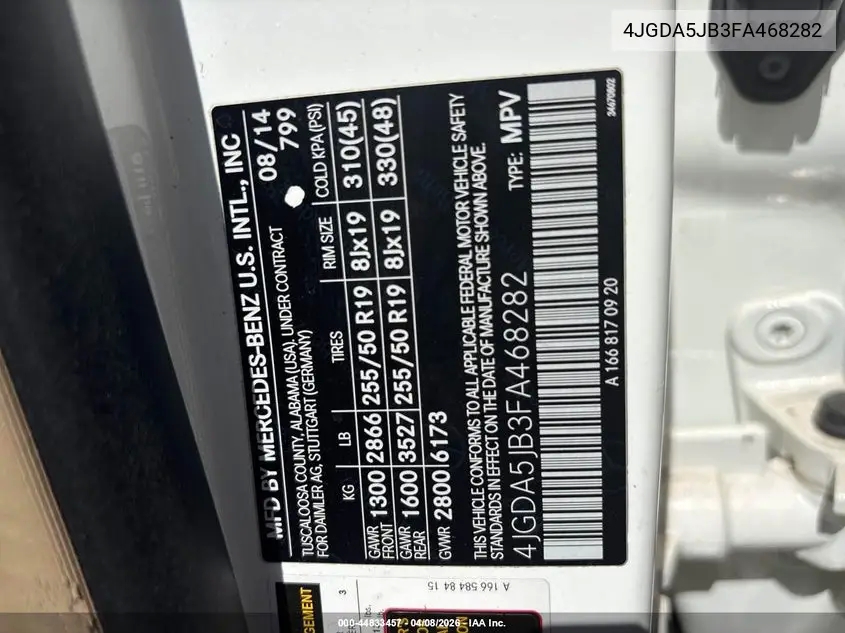 4JGDA5JB3FA468282
MFD BY MERCEDES-BENZ U.S. INTL., INC
TUSCALOOSA COUNTY, ALABAMA (USA), UNDER CONTRACT
FOR DAIMLER AG, STUTTGART (GERMANY)
08/14
799
KG LB TIRES RIM SIZE COLD KPA (PSI)
GAWR FRONT 1300 2866 255/50 R19 8Jx19 310(45)
GAWR REAR 1600 3527 255/50 R19 8Jx19 330(48)
GVWR 2800 6173
THIS VEHICLE CONFORMS TO ALL APPLICABLE FEDERAL MOTOR VEHICLE SAFETY
STANDARDS IN EFFECT ON THE DATE OF MANUFACTURE SHOWN ABOVE.
4JGDA5JB3FA468282 TYPE: MPV
A 166 817 09 20
34670802
A 166 584 84 15
3
000-44833457 - 04/08/2026 - IAA Inc.